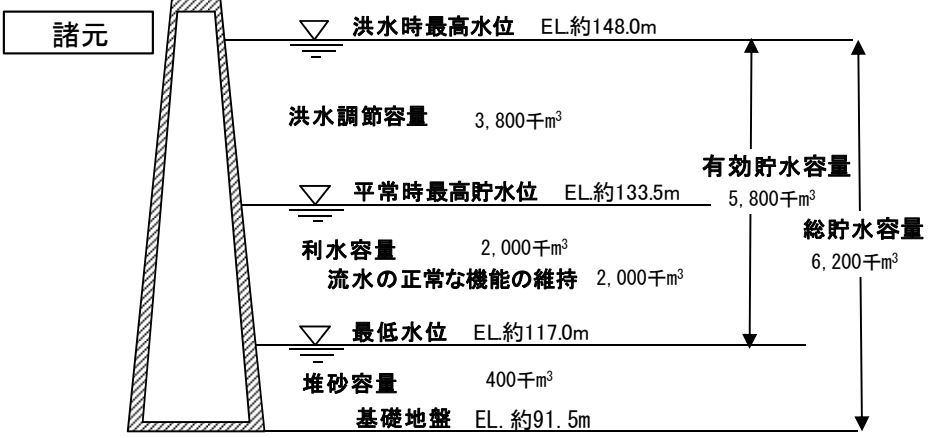 諸元
洪水時最高水位 EL.約148.0m
洪水調節容量 3,800千m³
有効貯水容量
5,800千m³
平常時最高貯水位 EL.約133.5m
総貯水容量
6,200千m³
利水容量 2,000千m³
流水の正常な機能の維持 2,000千m³
最低水位 EL.約117.0m
堆砂容量 400千m³
基礎地盤 EL. 約91.5m